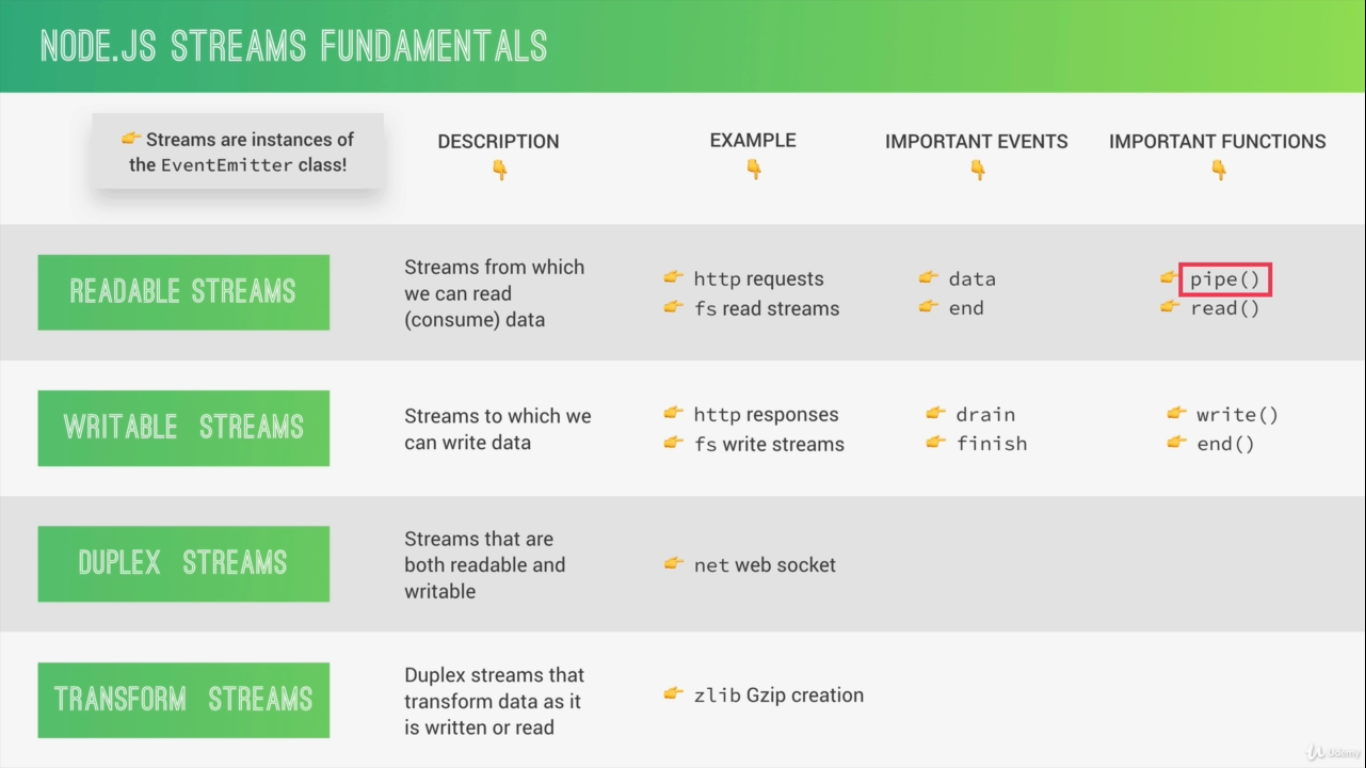 NODE.JS STREAMS FUNDAMENTALS
👉 Streams are instances of
the EventEmitter class!
DESCRIPTION
👇
EXAMPLE
👇
IMPORTANT EVENTS
👇
IMPORTANT FUNCTIONS
👇
READABLE STREAMS
Streams from which
we can read
(consume) data
👉 http requests
👉 fs read streams
👉 data
👉 end
👉 pipe()
👉 read()
WRITABLE STREAMS
Streams to which we
can write data
👉 http responses
👉 fs write streams
👉 drain
👉 finish
👉 write()
👉 end()
DUPLEX STREAMS
Streams that are
both readable and
writable
👉 net web socket
TRANSFORM STREAMS
Duplex streams that
transform data as it
is written or read
👉 zlib Gzip creation
Udemy